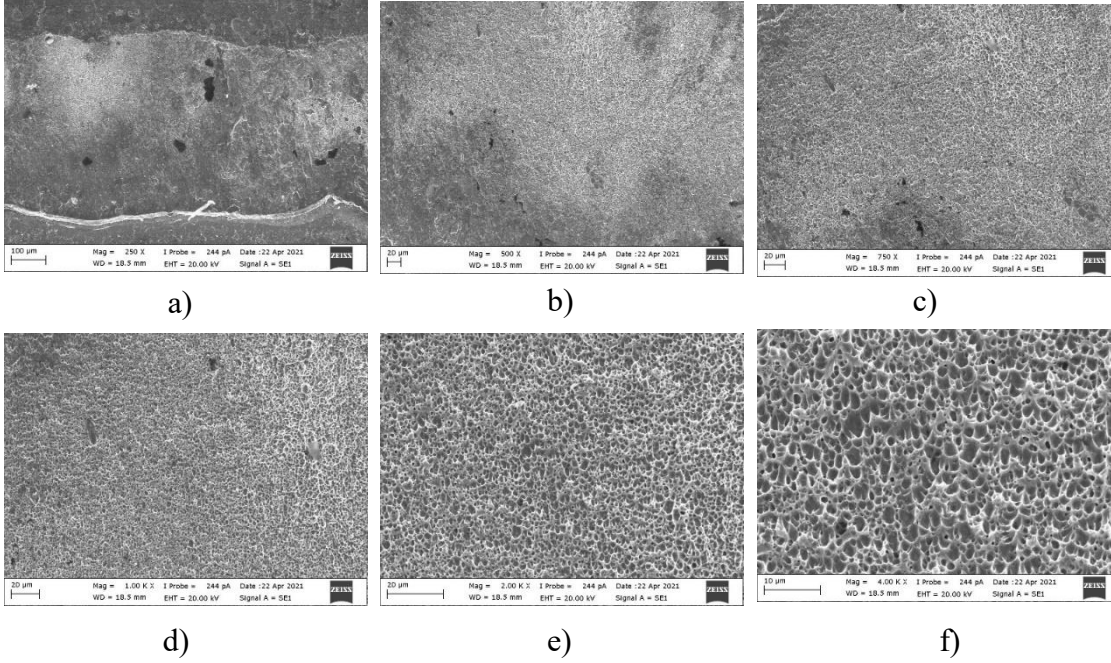 100 µm Mag = 250 X I Probe = 244 pA Date :22 Apr 2021
WD = 18.5 mm EHT = 20.00 kV Signal A = SE1 ZEISS
a)
20 µm Mag = 500 X I Probe = 244 pA Date :22 Apr 2021
WD = 18.5 mm EHT = 20.00 kV Signal A = SE1 ZEISS
b)
20 µm Mag = 750 X I Probe = 244 pA Date :22 Apr 2021
WD = 18.5 mm EHT = 20.00 kV Signal A = SE1 ZEISS
c)
20 µm Mag = 1.00 K X I Probe = 244 pA Date :22 Apr 2021
WD = 18.5 mm EHT = 20.00 kV Signal A = SE1 ZEISS
d)
20 µm Mag = 2.00 K X I Probe = 244 pA Date :22 Apr 2021
WD = 18.5 mm EHT = 20.00 kV Signal A = SE1 ZEISS
e)
10 µm Mag = 4.00 K X I Probe = 244 pA Date :22 Apr 2021
WD = 18.5 mm EHT = 20.00 kV Signal A = SE1 ZEISS
f)